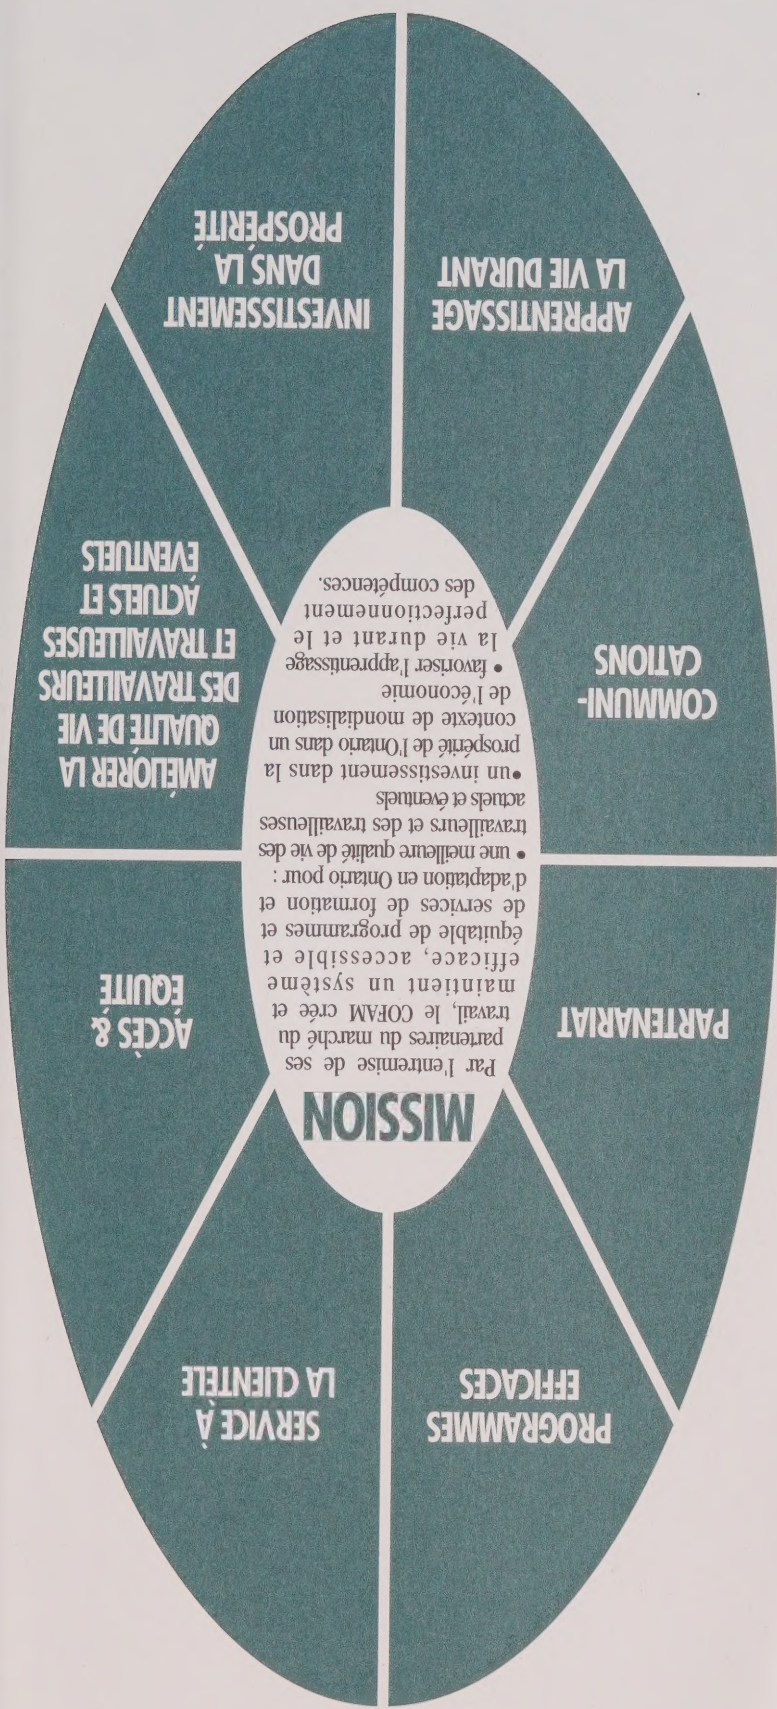 PROGRAMMES
EFFICACES
SERVICE À
LA CLIENTÈLE
PARTENARIAT
ACCÈS &
ÉQUITÉ
MISSION
Par l'entremise de ses
partenaires du marché du
travail, le COFAM crée et
maintient un système
efficace, accessible et
équitable de programmes et
de services de formation et
d'adaptation en Ontario pour :
• une meilleure qualité de vie des
travailleurs et des travailleuses
actuels et éventuels
•un investissement dans la
prospérité de l'Ontario dans un
contexte de mondialisation
de l'économie
• favoriser l'apprentissage
la vie durant et le
perfectionnement
des compétences.
COMMUNI-
CATIONS
AMÉLIORER LA
QUALITÉ DE VIE
DES TRAVAILLEURS
ET TRAVAILLEUSES
ACTUELS ET
ÉVENTUELS
APPRENTISSAGE
LA VIE DURANT
INVESTISSEMENT
DANS LA
PROSPÉRITÉ